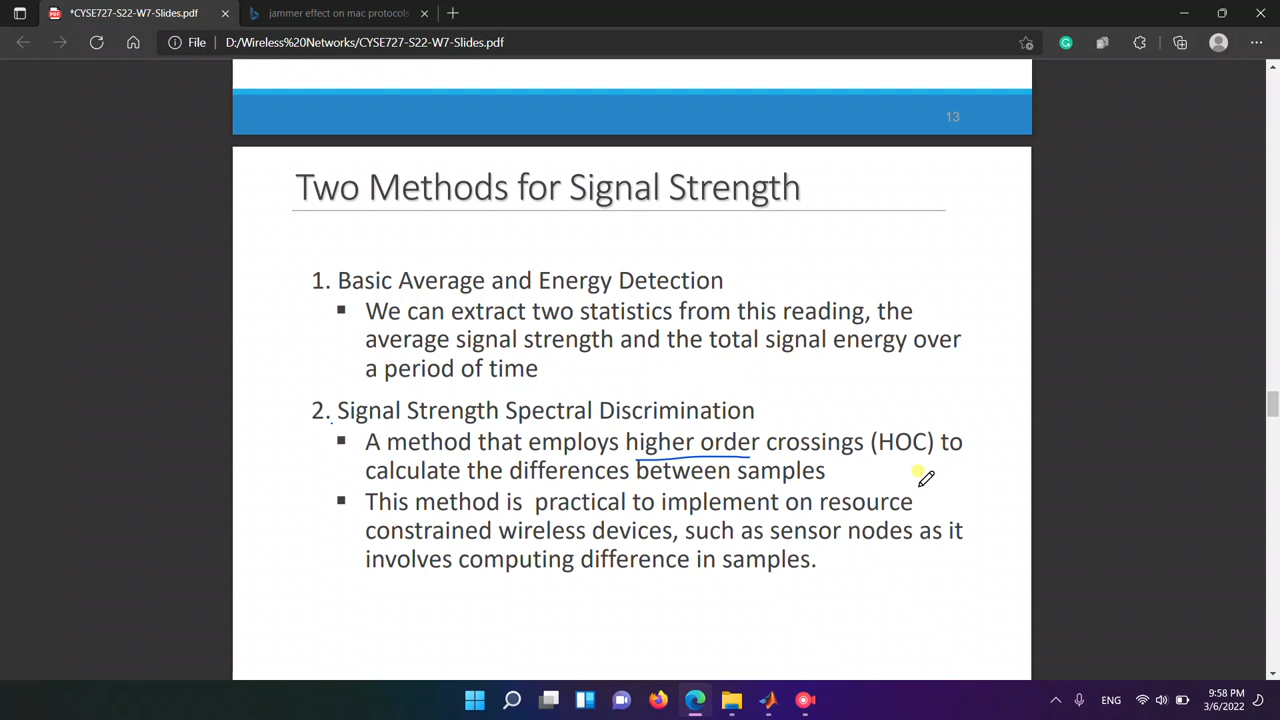 *CYSE727-S22-W7-Slides.pdf
jammer effect on mac protocols
File
D:/Wireless%20Networks/CYSE727-S22-W7-Slides.pdf
13
Two Methods for Signal Strength
1. Basic Average and Energy Detection
▪ We can extract two statistics from this reading, the
average signal strength and the total signal energy over
a period of time
2. Signal Strength Spectral Discrimination
▪ A method that employs higher order crossings (HOC) to
calculate the differences between samples
▪ This method is practical to implement on resource
constrained wireless devices, such as sensor nodes as it
involves computing difference in samples.
ENG
9:58 PM
3/6/2022